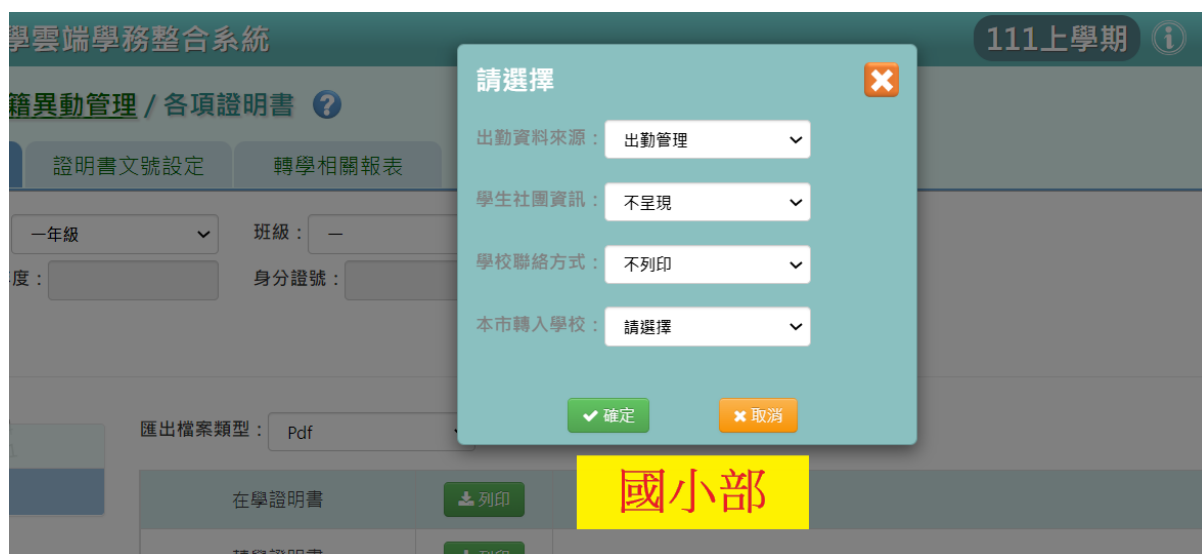 學雲端學務整合系統
111上學期
籍異動管理 / 各項證明書
證明書文號設定
轉學相關報表
一年級
班級：
度：
身分證號：
請選擇
出勤資料來源：
出勤管理
學生社團資訊：
不呈現
學校聯絡方式：
不列印
本市轉入學校：
請選擇
確定
取消
匯出檔案類型：
Pdf
國小部
在學證明書
列印